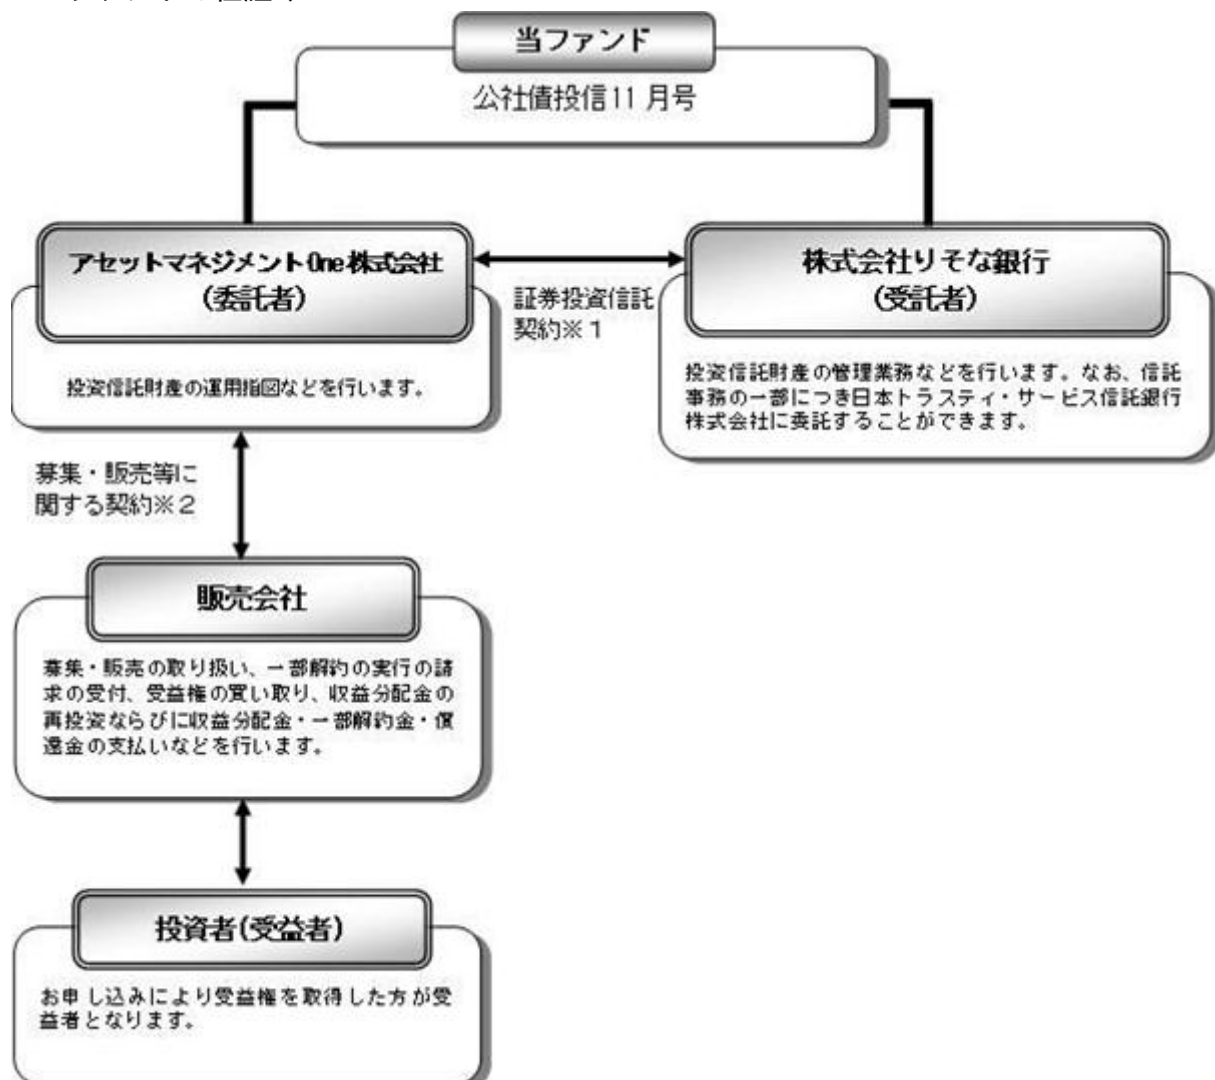 当ファンド
公社債投信11月号
アセットマネジメントOne株式会社
(委託者)
投資信託財産の運用指図などを行います。
証券投資信託
契約※1
株式会社りそな銀行
(受託者)
投資信託財産の管理業務などを行います。なお、信託
事務の一部につき日本トラスティ・サービス信託銀行
株式会社に委託することができます。
募集・販売等に
関する契約※2
販売会社
募集・販売の取り扱い、一部解約の実行の請
求の受付、受益権の買い取り、収益分配金の
再投資ならびに収益分配金・一部解約金・償
還金の支払いなどを行います。
投資者(受益者)
お申し込みにより受益権を取得した方が受
益者となります。